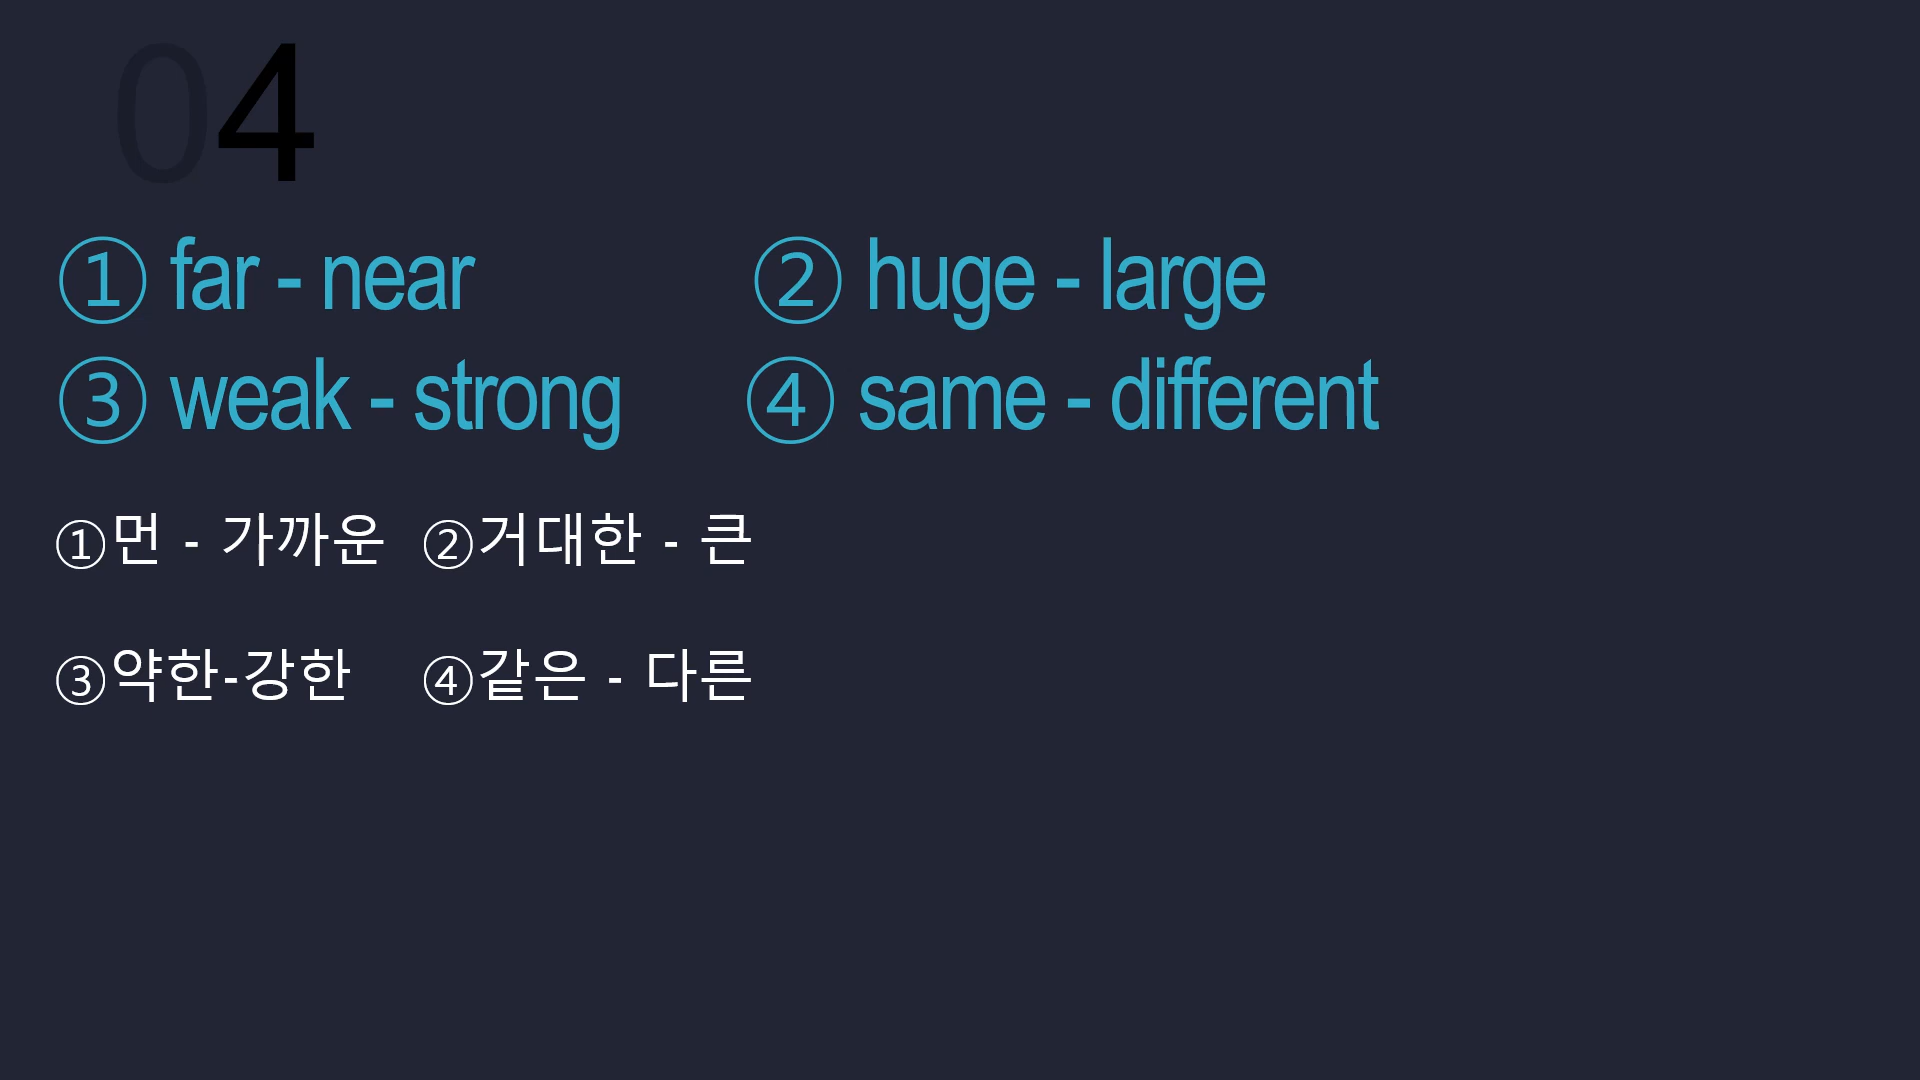 04
① far - near ② huge - large
③ weak - strong ④ same - different
①먼 - 가까운 ②거대한 - 큰
③약한-강한 ④같은 - 다른